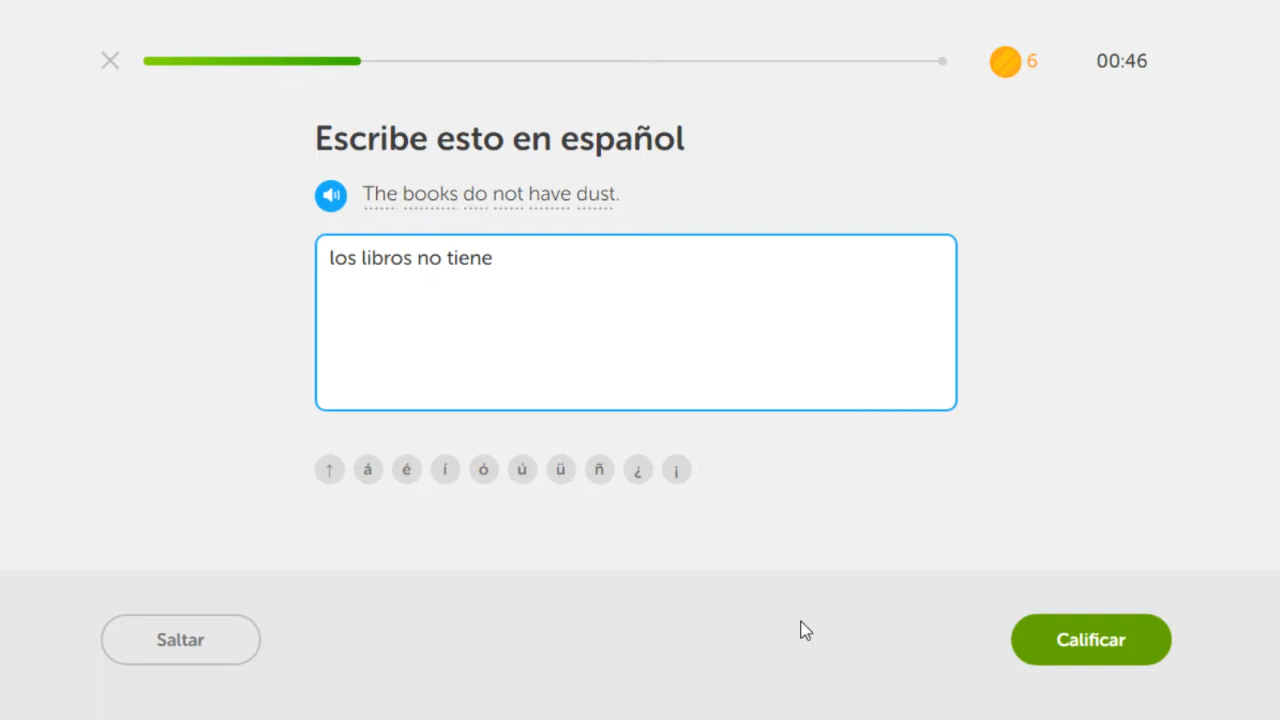 6 00:46
Escribe esto en español
The books do not have dust.
los libros no tiene
↑ á é í ó ú ü ñ ¿ ¡
Saltar Calificar